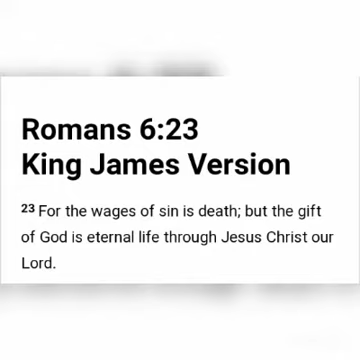 Romans 6:23
King James Version
23 For the wages of sin is death; but the gift
of God is eternal life through Jesus Christ our
Lord.